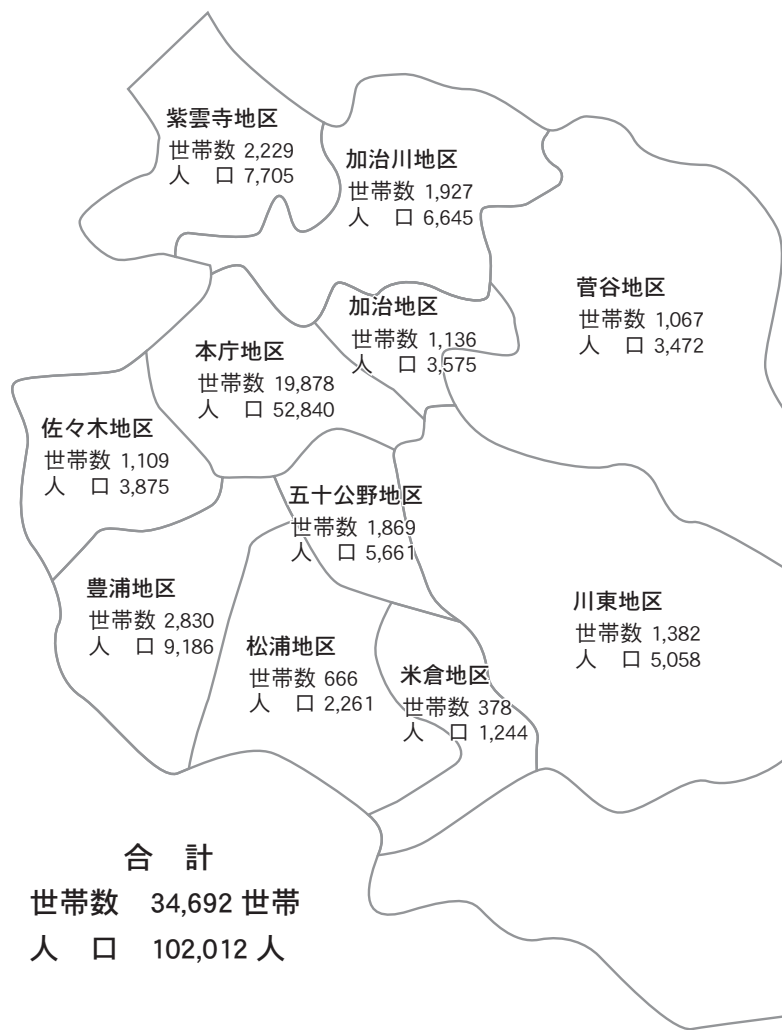 紫雲寺地区
世帯数 2,229
人　口 7,705
加治川地区
世帯数 1,927
人　口 6,645
菅谷地区
世帯数 1,067
人　口 3,472
加治地区
世帯数 1,136
人　口 3,575
本庁地区
世帯数 19,878
人　口 52,840
佐々木地区
世帯数 1,109
人　口 3,875
五十公野地区
世帯数 1,869
人　口 5,661
豊浦地区
世帯数 2,830
人　口 9,186
川東地区
世帯数 1,382
人　口 5,058
松浦地区
世帯数 666
人　口 2,261
米倉地区
世帯数 378
人　口 1,244
合　計
世帯数　34,692 世帯
人　口　102,012 人